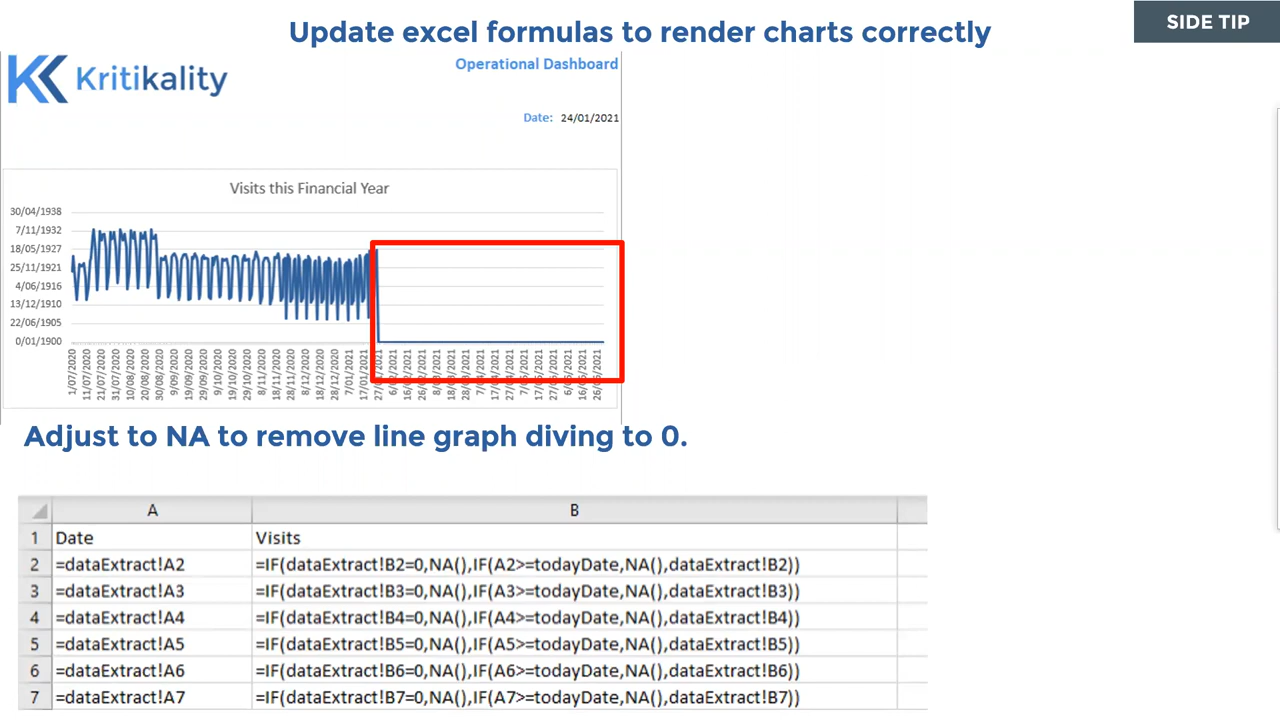 Update excel formulas to render charts correctly
SIDE TIP
Kritikality
Operational Dashboard
Date: 24/01/2021
Visits this Financial Year
30/04/1938
7/11/1932
18/05/1927
25/11/1921
4/06/1916
13/12/1910
22/06/1905
0/01/1900
1/07/2020
11/07/2020
21/07/2020
31/07/2020
10/08/2020
20/08/2020
30/08/2020
9/09/2020
19/09/2020
29/09/2020
9/10/2020
19/10/2020
29/10/2020
8/11/2020
18/11/2020
28/11/2020
8/12/2020
18/12/2020
28/12/2020
7/01/2021
17/01/2021
Adjust to NA to remove line graph diving to 0.
A B
1 Date Visits
2 =dataExtract!A2 =IF(dataExtract!B2=0,NA(),IF(A2>=todayDate,NA(),dataExtract!B2))
3 =dataExtract!A3 =IF(dataExtract!B3=0,NA(),IF(A3>=todayDate,NA(),dataExtract!B3))
4 =dataExtract!A4 =IF(dataExtract!B4=0,NA(),IF(A4>=todayDate,NA(),dataExtract!B4))
5 =dataExtract!A5 =IF(dataExtract!B5=0,NA(),IF(A5>=todayDate,NA(),dataExtract!B5))
6 =dataExtract!A6 =IF(dataExtract!B6=0,NA(),IF(A6>=todayDate,NA(),dataExtract!B6))
7 =dataExtract!A7 =IF(dataExtract!B7=0,NA(),IF(A7>=todayDate,NA(),dataExtract!B7))